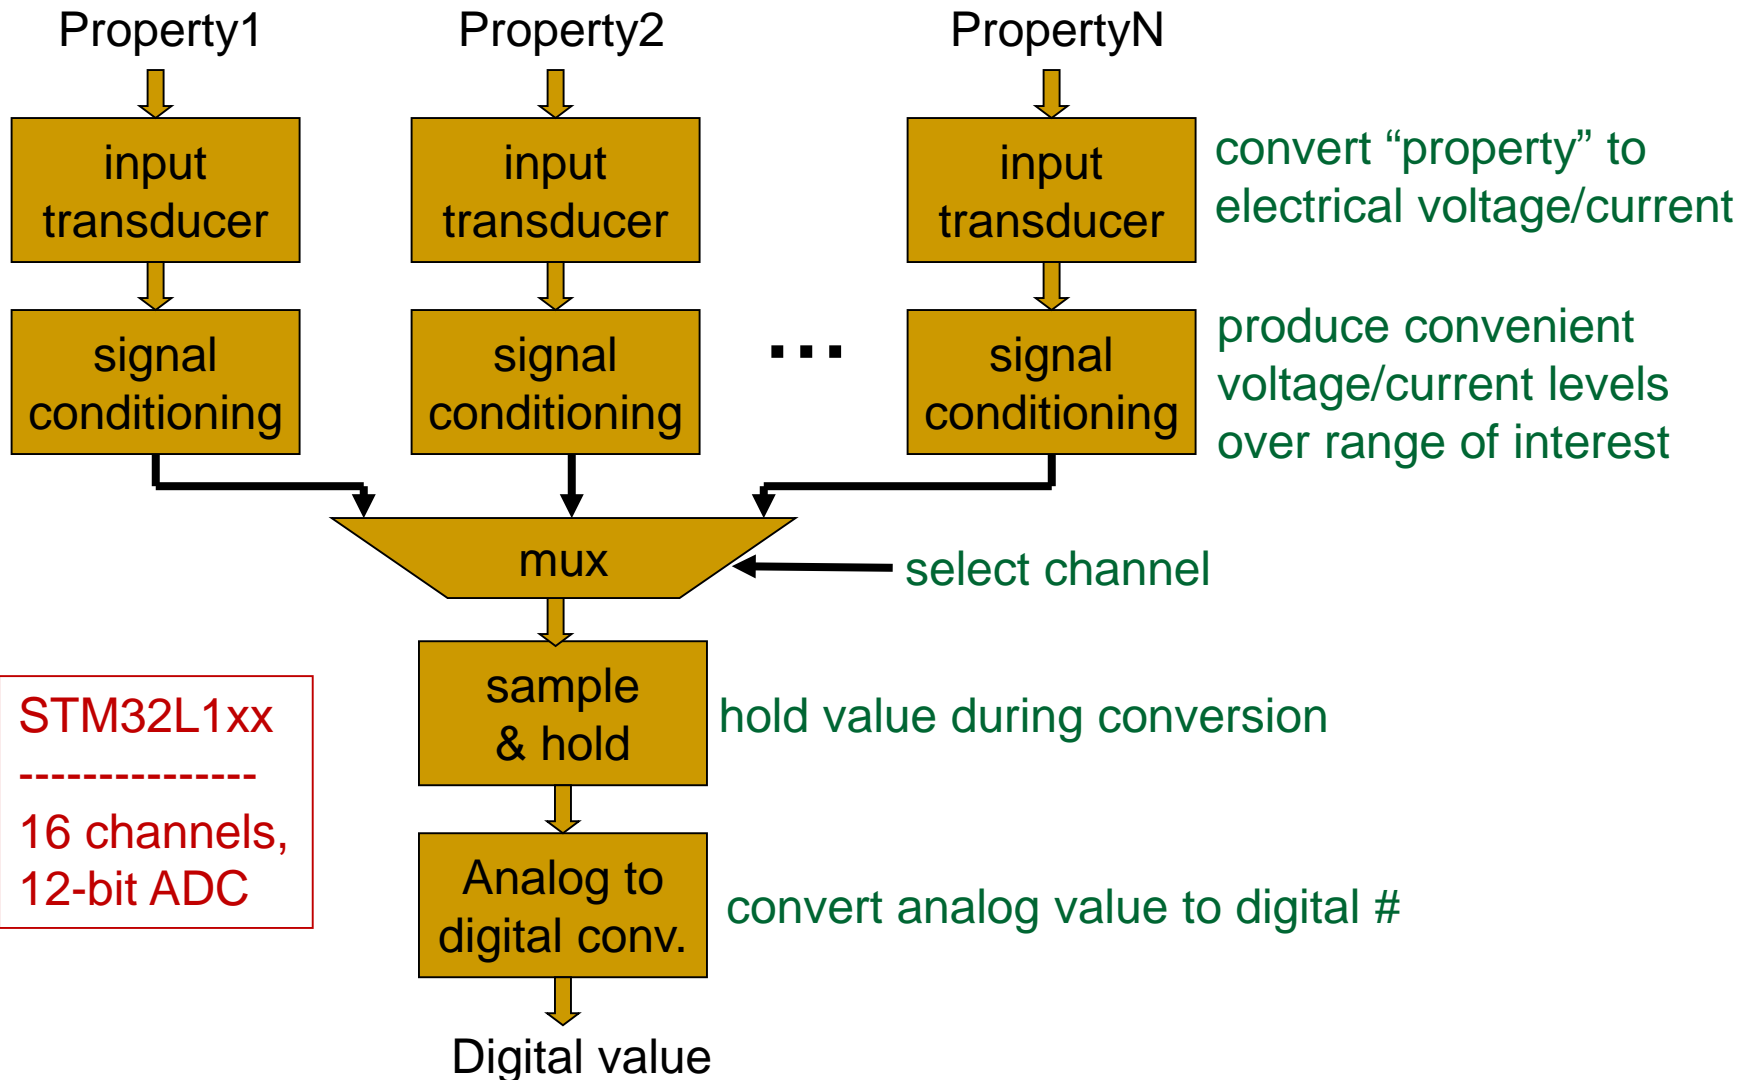 Property1
Property2
PropertyN
input
transducer
input
transducer
input
transducer
convert “property” to
electrical voltage/current
signal
conditioning
signal
conditioning
...
signal
conditioning
produce convenient
voltage/current levels
over range of interest
mux
select channel
sample
& hold
hold value during conversion
STM32L1xx
---------------
16 channels,
12-bit ADC
Analog to
digital conv.
convert analog value to digital #
Digital value